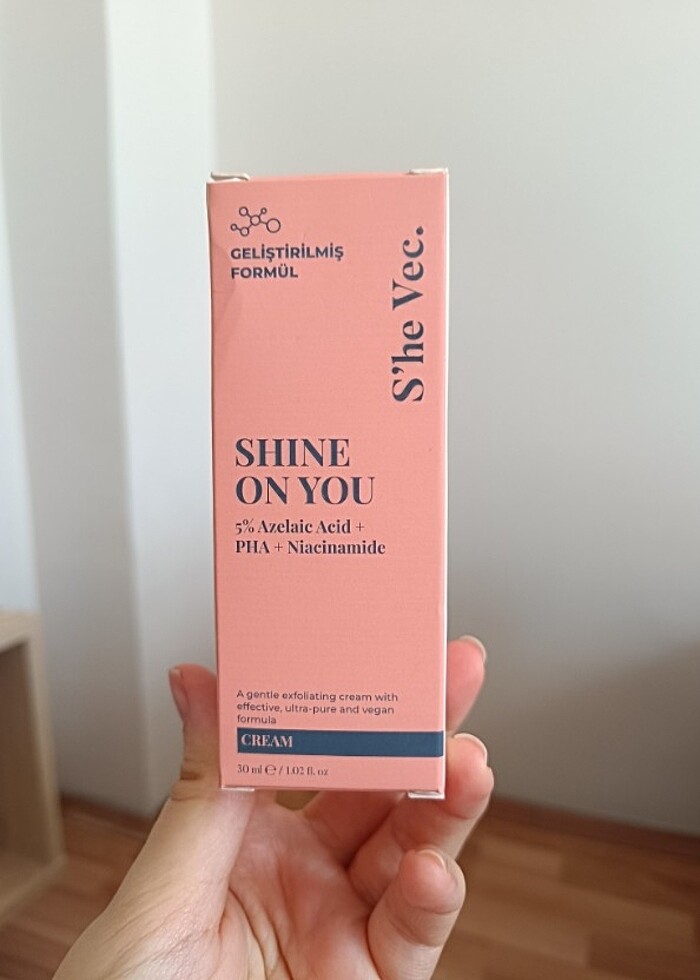 GELİŞTİRİLMİŞ
FORMÜL
S'he Vec.
SHINE
ON YOU
5% Azelaic Acid +
PHA + Niacinamide
A gentle exfoliating cream with
effective, ultra-pure and vegan
formula
CREAM
30 ml ℮ / 1.02 fl. oz